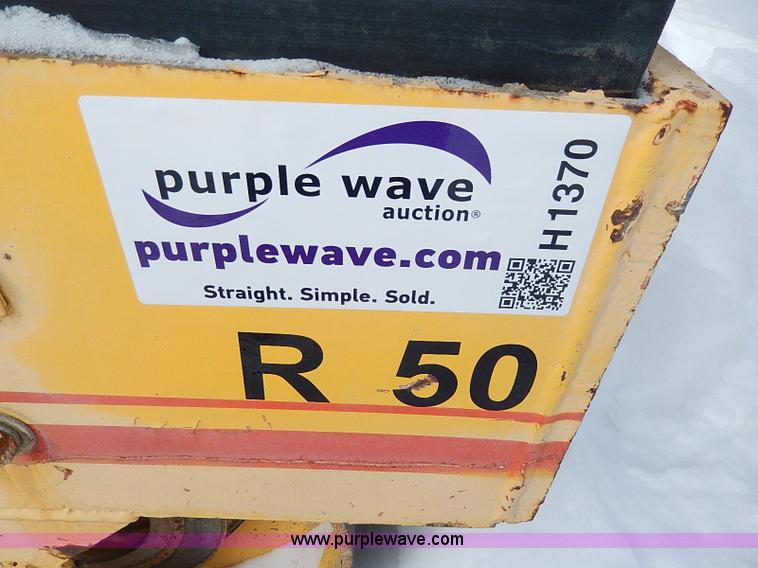 purple wave
auction®
purplewave.com
Straight. Simple. Sold.
H1370
R 50
www.purplewave.com